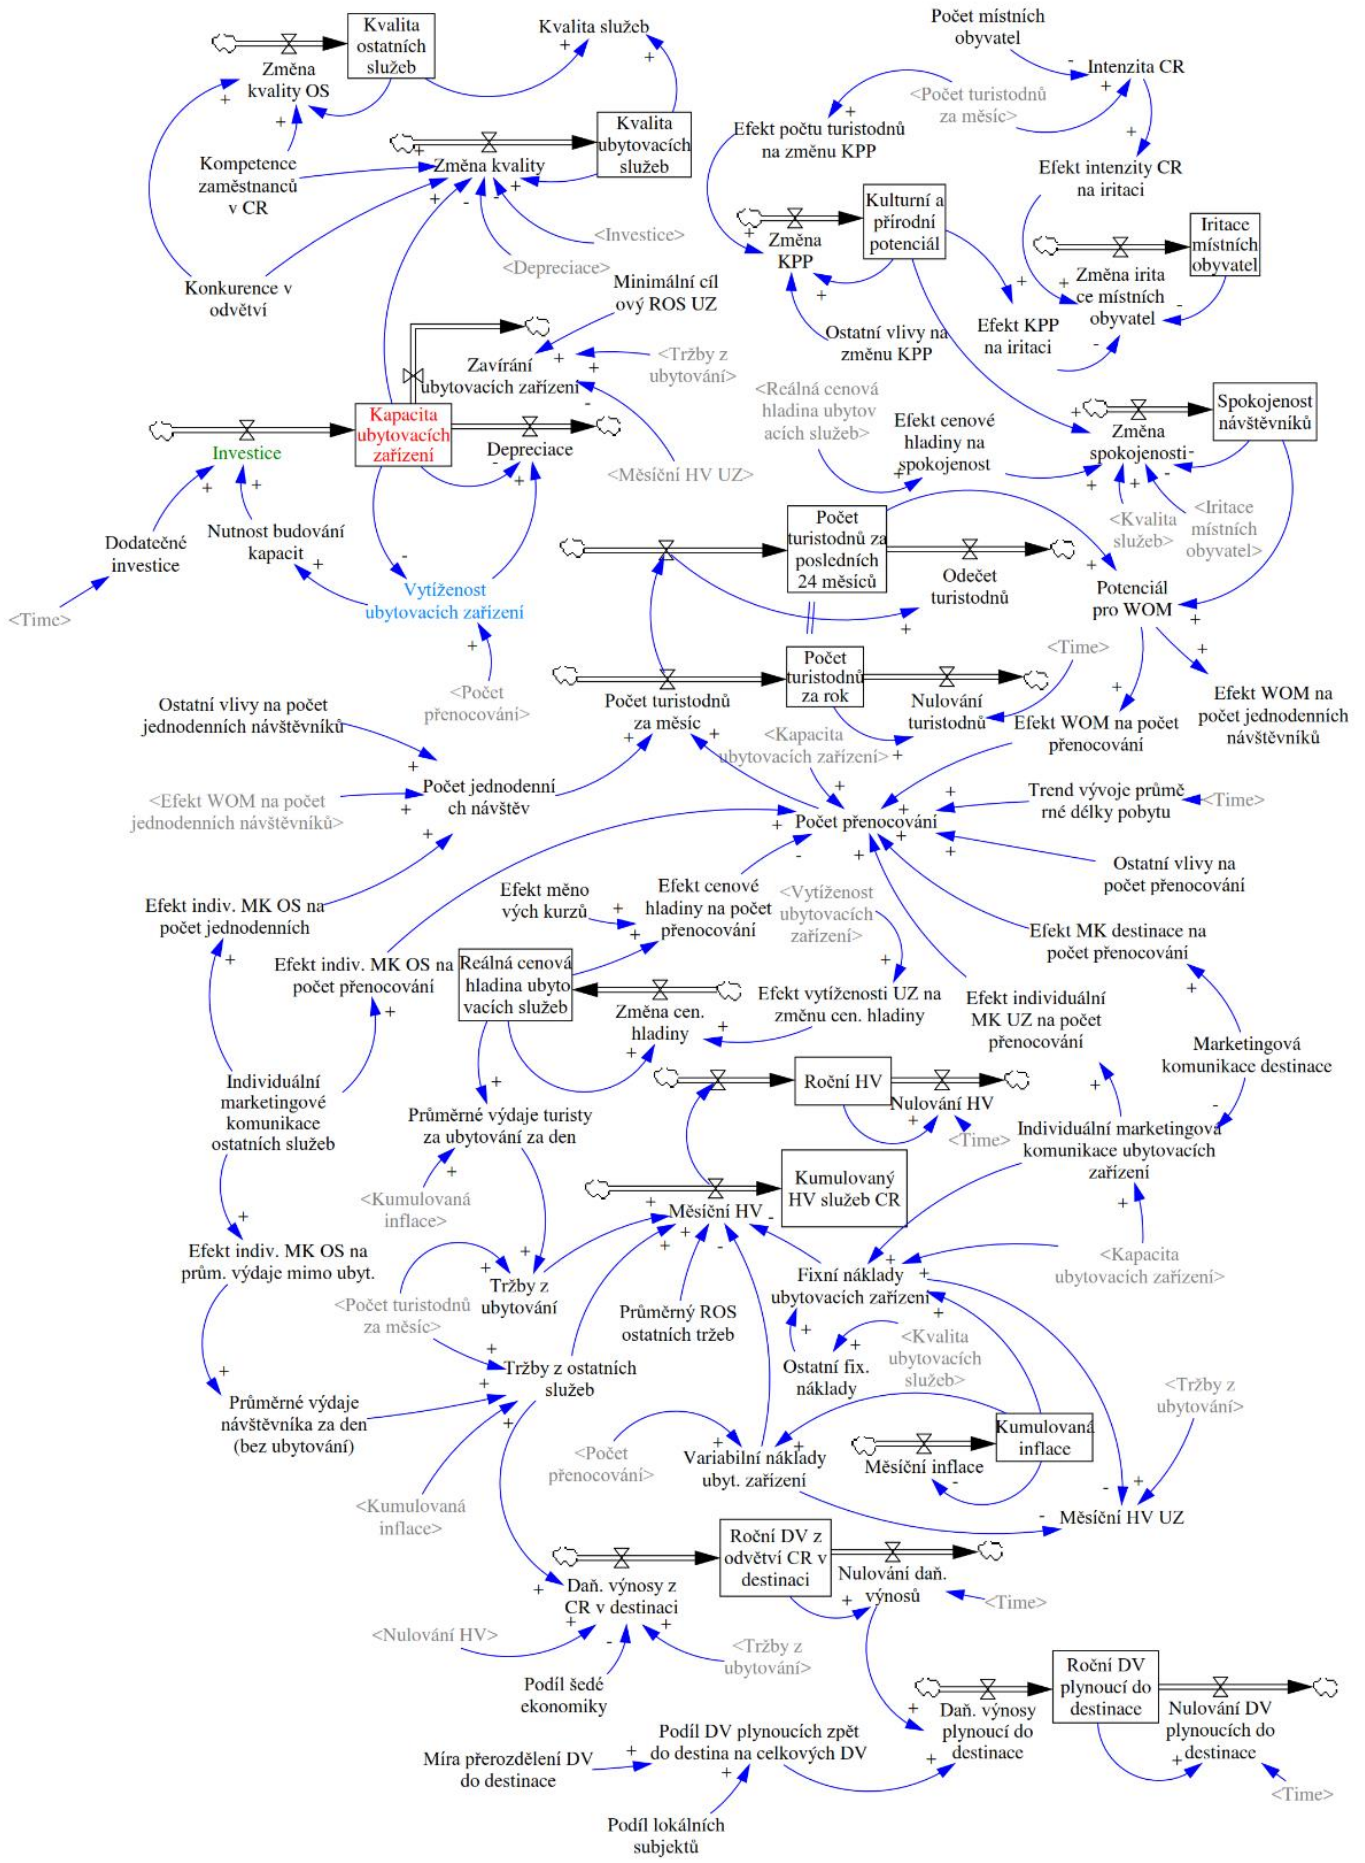 Kvalita
ostatních
služeb
Kvalita služeb
Počet místních
obyvatel
Změna
kvality OS
Intenzita CR
<Počet turistodnů
za měsíc>
Kvalita
ubytovacích
služeb
Efekt počtu turistodnů
na změnu KPP
Kompetence
zaměstnanců
v CR
Změna kvality
Efekt intenzity CR
na iritaci
Kulturní a
přírodní
potenciál
Iritace
místních
obyvatel
<Investice>
Změna
KPP
<Depreciace>
Změna irita
ce místních
obyvatel
Konkurence v
odvětví
Minimální cíl
ový ROS UZ
Ostatní vlivy na
změnu KPP
Efekt KPP
na iritaci
Zavírání
ubytovacích zařízení
<Tržby z
ubytování>
<Reálná cenová
hladina ubytov
acích služeb>
Kapacita
ubytovacích
zařízení
Efekt cenové
hladiny na
spokojenost
Změna
spokojenosti
Spokojenost
návštěvníků
Investice
Depreciace
<Měsíční HV UZ>
Dodatečné
investice
Nutnost budování
kapacit
Počet
turistodnů za
posledních
24 měsíců
<Kvalita
služeb>
<Iritace
místních
obyvatel>
<Time>
Vytíženost
ubytovacích zařízení
Odečet
turistodnů
Potenciál
pro WOM
<Počet
přenocování>
Počet
turistodnů
za rok
<Time>
Ostatní vlivy na počet
jednodenních návštěvníků
Počet turistodnů
za měsíc
Nulování
turistodnů
Efekt WOM na počet
přenocování
Efekt WOM na
počet jednodenních
návštěvníků
<Kapacita
ubytovacích zařízení>
<Efekt WOM na počet
jednodenních návštěvníků>
Počet jednodenní
ch návštěv
Trend vývoje průmě
rné délky pobytu
<Time>
Počet přenocování
Ostatní vlivy na
počet přenocování
Efekt indiv. MK OS na
počet jednodenních
Efekt měno
vých kurzů
Efekt cenové
hladiny na počet
přenocování
<Vytíženost
ubytovacích
zařízení>
Efekt MK destinace na
počet přenocování
Efekt indiv. MK OS na
počet přenocování
Reálná cenová
hladina ubyto
vacích služeb
Změna cen.
hladiny
Efekt vytíženosti UZ na
změnu cen. hladiny
Efekt individuální
MK UZ na počet
přenocování
Marketingová
komunikace destinace
Individuální
marketingové
komunikace
ostatních služeb
Průměrné výdaje turisty
za ubytování za den
Roční HV
Nulování HV
<Time>
Individuální marketingová
komunikace ubytovacích
zařízení
<Kumulovaná
inflace>
Kumulovaný
HV služeb CR
Měsíční HV
Efekt indiv. MK OS na
prům. výdaje mimo ubyt.
<Kapacita
ubytovacích zařízení>
Tržby z
ubytování
Fixní náklady
ubytovacích zařízení
<Počet turistodnů
za měsíc>
Průměrný ROS
ostatních tržeb
<Kvalita
ubytovacích
služeb>
Tržby z ostatních
služeb
Ostatní fix.
náklady
Průměrné výdaje
návštěvníka za den
(bez ubytování)
<Tržby z
ubytování>
<Počet
přenocování>
Variabilní náklady
ubyt. zařízení
Kumulovaná
inflace
Měsíční inflace
<Kumulovaná
inflace>
Měsíční HV UZ
Roční DV z
odvětví CR v
destinaci
Daň. výnosy z
CR v destinaci
Nulování daň.
výnosů
<Time>
<Nulování HV>
<Tržby z
ubytování>
Podíl šedé
ekonomiky
Roční DV
plynoucí do
destinace
Daň. výnosy
plynoucí do
destinace
Nulování DV
plynoucích do
destinace
Míra přerozdělení DV
do destinace
Podíl DV plynoucích zpět
do destina na celkových DV
<Time>
Podíl lokálních
subjektů